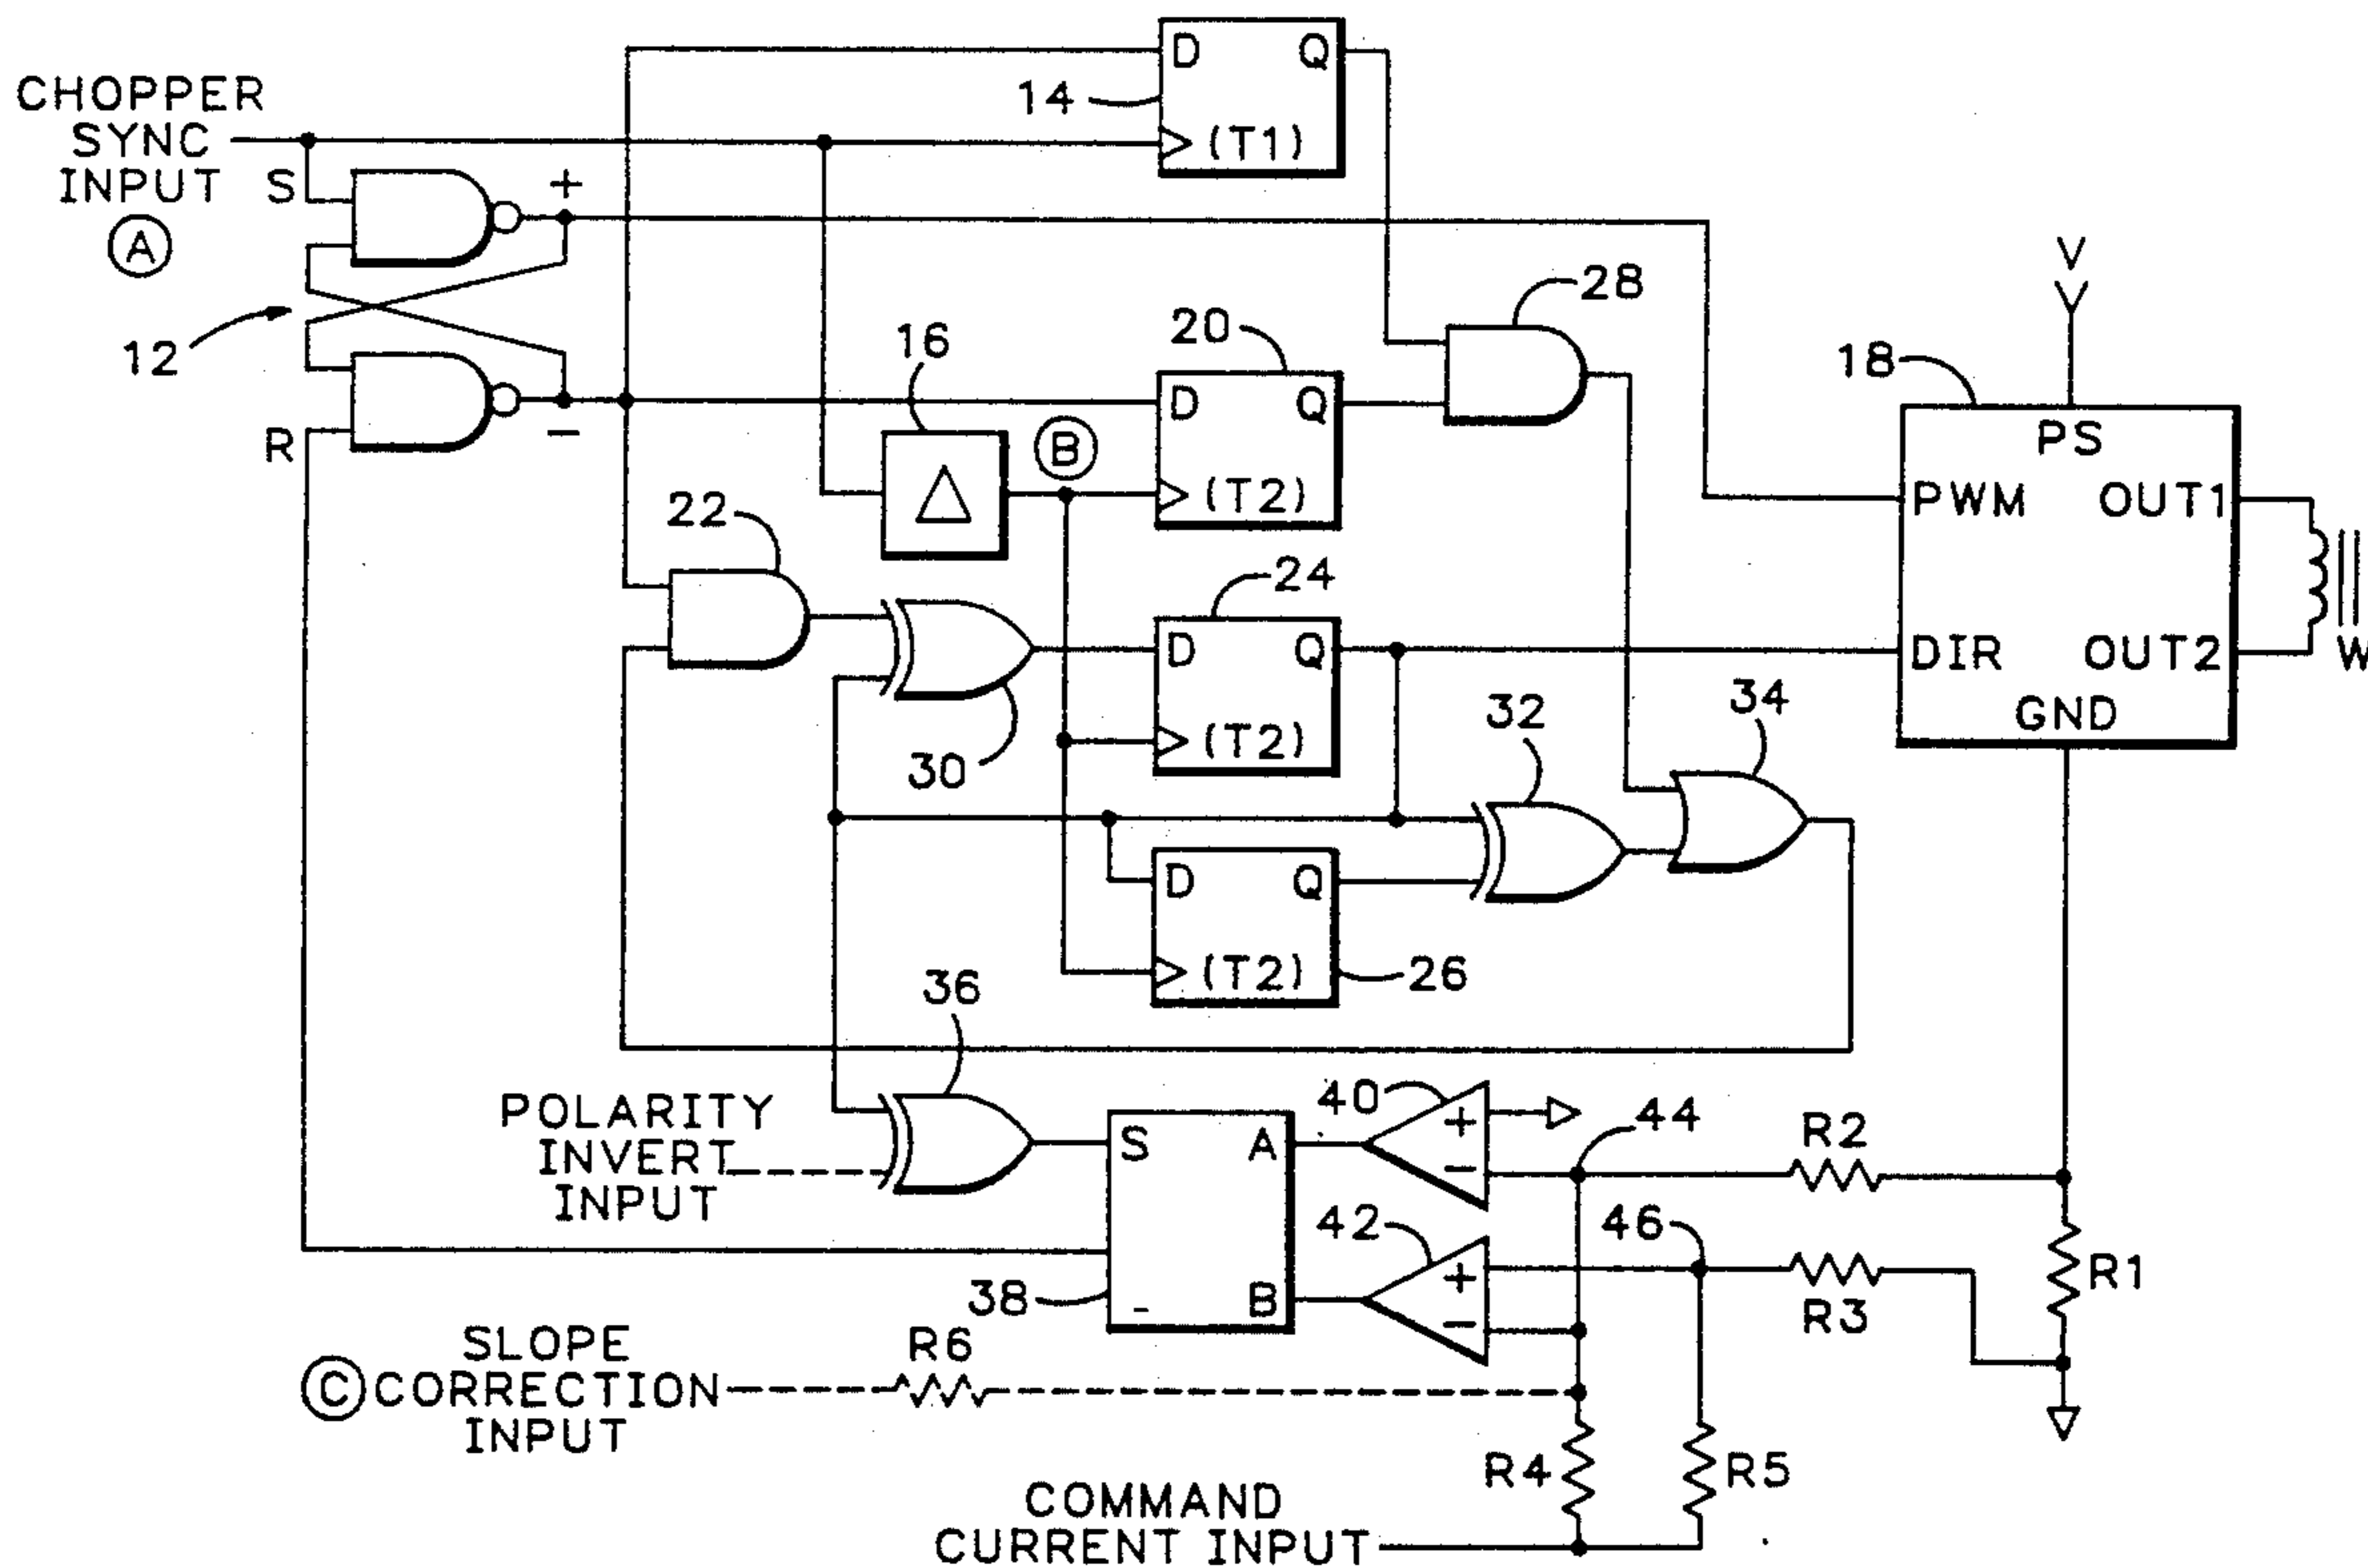 CHOPPER
SYNC
INPUT
A
S
+
12
R
−
14
D Q
(T1)
16
△
B
20
D Q
(T2)
28
V
18
PS
PWM OUT1
DIR OUT2
GND
W
22
24
D Q
(T2)
30
32
34
D Q
(T2)
26
36
POLARITY
INVERT
INPUT
S A
B
-
38
40
+
−
42
+
−
44
46
R2
R3
R1
SLOPE
C CORRECTION
INPUT
R6
R4
R5
COMMAND
CURRENT INPUT